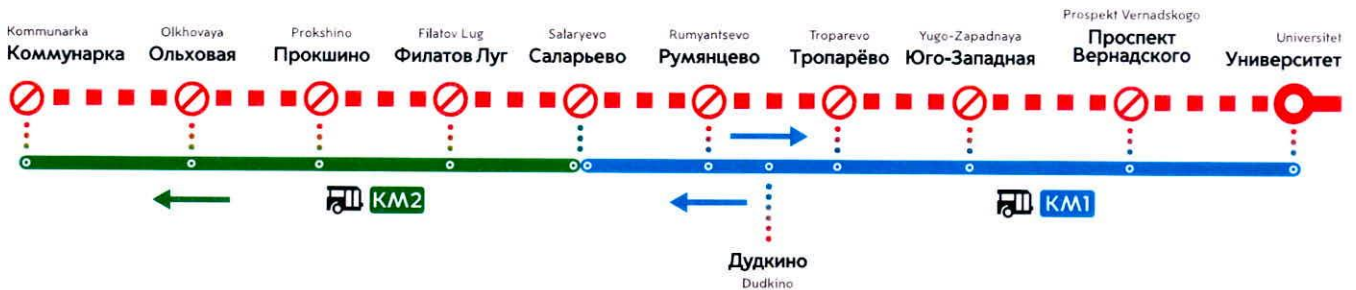 Kommunarka
Коммунарка
Olkhovaya
Ольховая
Prokshino
Прокшино
Filatov Lug
Филатов Луг
Salaryevo
Саларьево
Rumyantsevo
Румянцево
Troparevo
Тропарёво
Yugo-Zapadnaya
Юго-Западная
Prospekt Vernadskogo
Проспект
Вернадского
Universitet
Университет
КМ2
КМ1
Дудкино
Dudkino